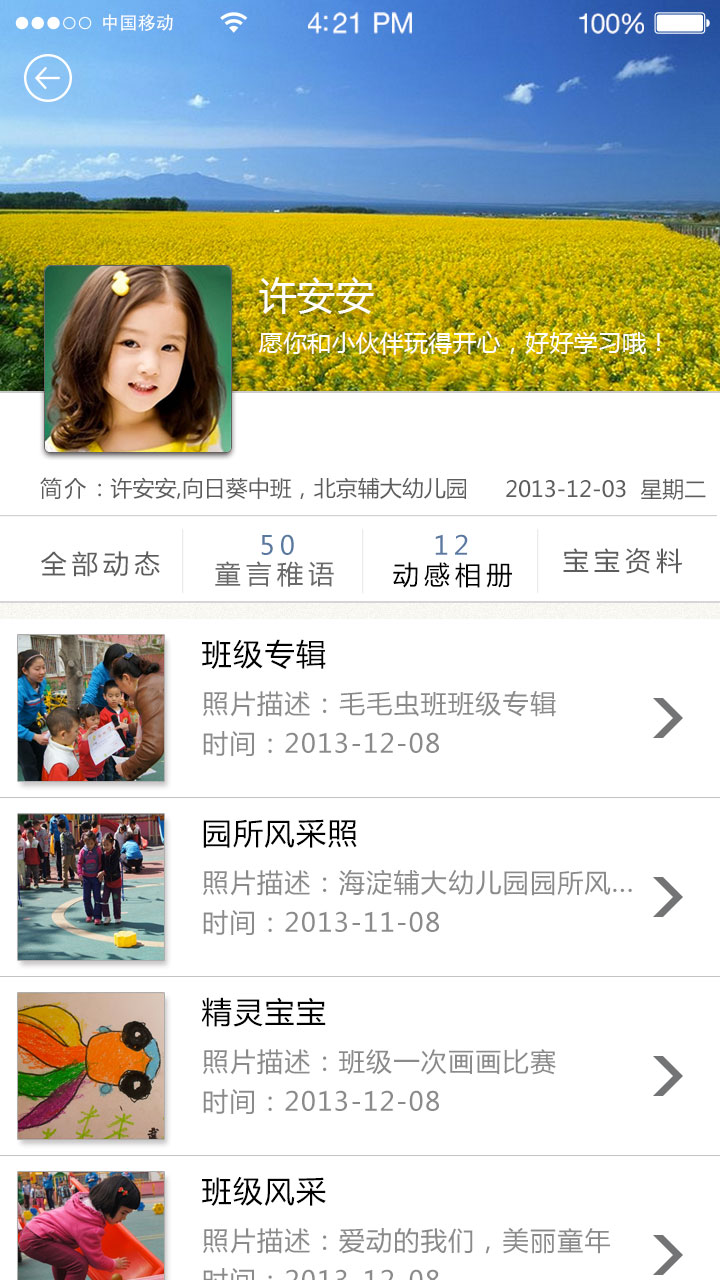 中国移动 4:21 PM 100%
许安安
愿你和小伙伴玩得开心，好好学习哦！
简介：许安安,向日葵中班，北京辅大幼儿园 2013-12-03 星期二
全部动态
50
童言稚语
12
动感相册
宝宝资料
班级专辑
照片描述：毛毛虫班班级专辑
时间：2013-12-08
园所风采照
照片描述：海淀辅大幼儿园园所风...
时间：2013-11-08
精灵宝宝
照片描述：班级一次画画比赛
时间：2013-12-08
班级风采
照片描述：爱动的我们，美丽童年
时间：2013-12-08